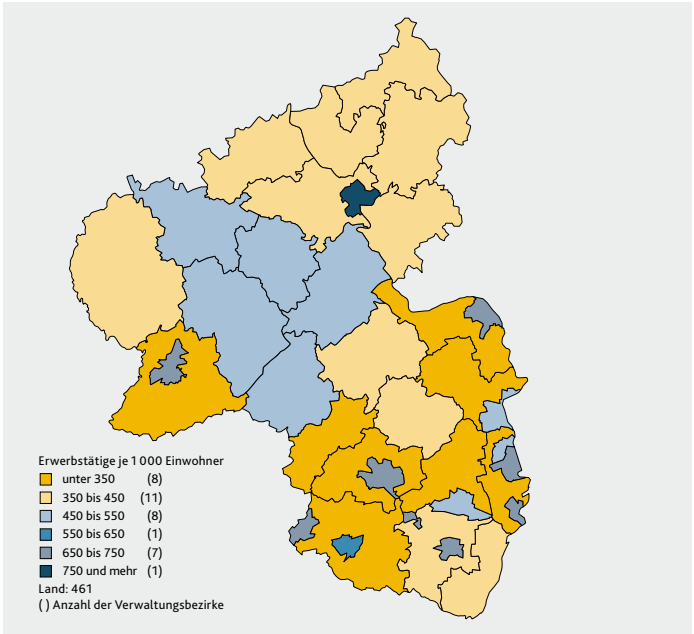 Erwerbstätige je 1 000 Einwohner
unter 350 (8)
350 bis 450 (11)
450 bis 550 (8)
550 bis 650 (1)
650 bis 750 (7)
750 und mehr (1)
Land: 461
( ) Anzahl der Verwaltungsbezirke